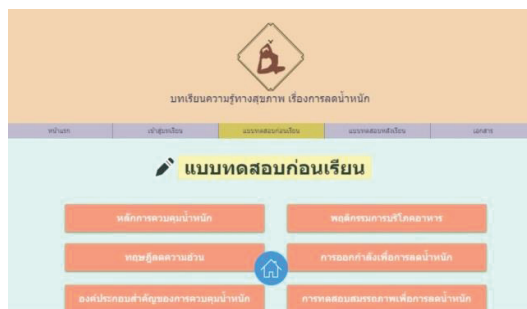 บทเรียนความรู้ทางสุขภาพ เรื่องการลดน้ำหนัก
หน้าแรก เข้าสู่บทเรียน แบบทดสอบก่อนเรียน แบบทดสอบหลังเรียน เอกสาร
แบบทดสอบก่อนเรียน
หลักการควบคุมน้ำหนัก พฤติกรรมการบริโภคอาหาร
ทฤษฎีลดความอ้วน การออกกำลังเพื่อการลดน้ำหนัก
องค์ประกอบสำคัญของการควบคุมน้ำหนัก การทดสอบสมรรถภาพเพื่อการลดน้ำหนัก